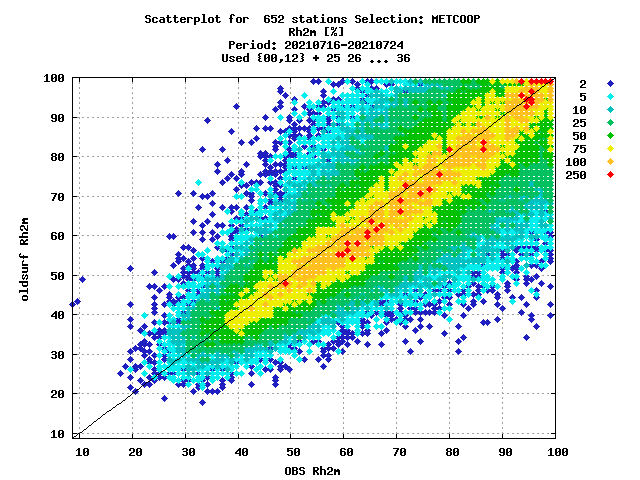 Scatterplot for  652 stations Selection: METCOOP
Rh2m [%]
Period: 20210716-20210724
Used {00,12} + 25 26 ... 36
100
90
80
70
60
50
40
30
20
10
oldsurf Rh2m
2
5
10
25
50
75
100
250
10 20 30 40 50 60 70 80 90 100
OBS Rh2m